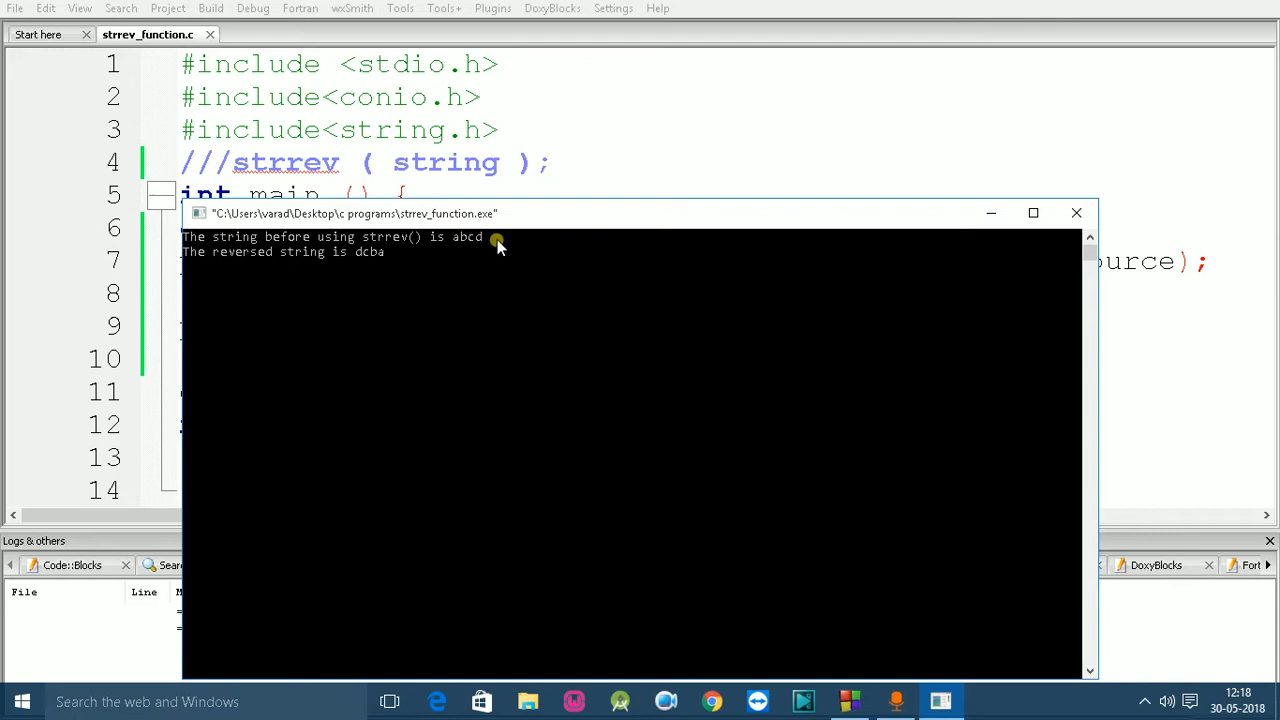 File Edit View Search Project Build Debug Fortran wxSmith Tools Tools+ Plugins DoxyBlocks Settings Help
Start here strrev_function.c
1 #include <stdio.h>
2 #include<conio.h>
3 #include<string.h>
4 ///strrev ( string );
5 int main () {
"C:\Users\varad\Desktop\c programs\strrev_function.exe"
6
The string before using strrev() is abcd
The reversed string is dcba
7 ource);
8
9
10
11
12
13
14
Logs & others
Code::Blocks Sear DoxyBlocks Fort
File Line
Search the web and Windows
12:18
30-05-2018